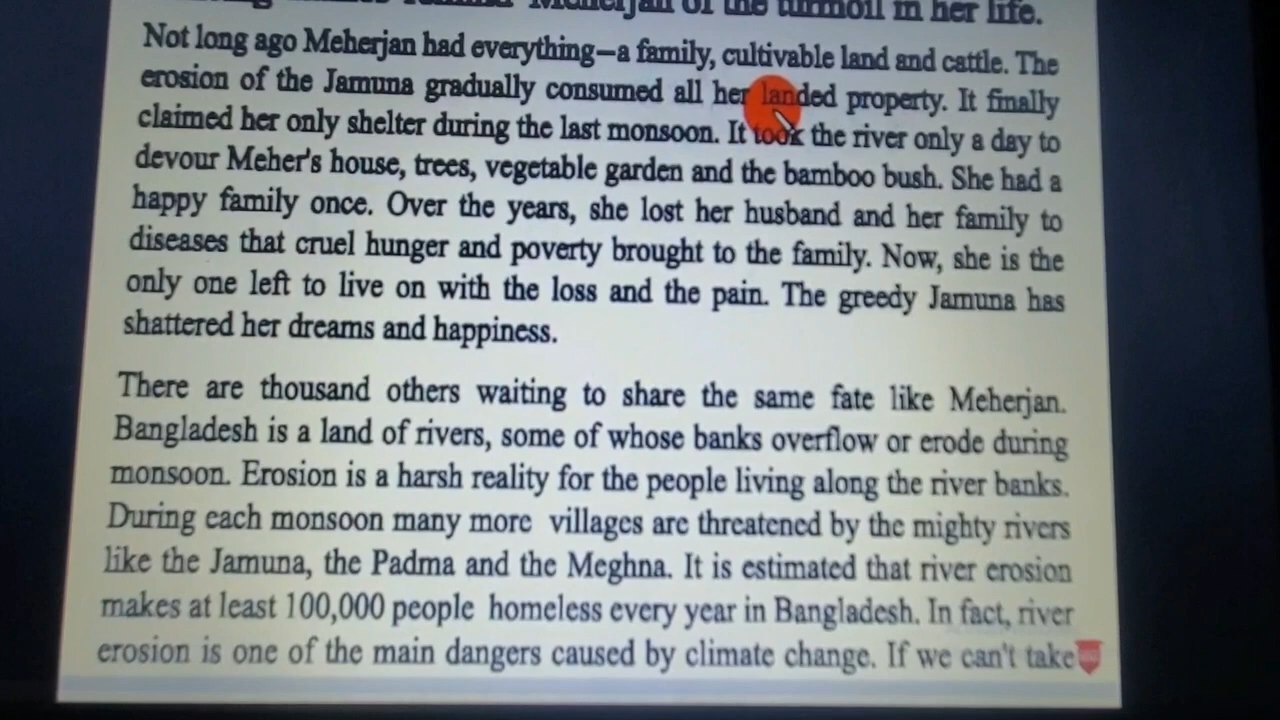 Meherjan of the turmoil in her life.
Not long ago Meherjan had everything—a family, cultivable land and cattle. The
erosion of the Jamuna gradually consumed all her landed property. It finally
claimed her only shelter during the last monsoon. It took the river only a day to
devour Meher's house, trees, vegetable garden and the bamboo bush. She had a
happy family once. Over the years, she lost her husband and her family to
diseases that cruel hunger and poverty brought to the family. Now, she is the
only one left to live on with the loss and the pain. The greedy Jamuna has
shattered her dreams and happiness.
There are thousand others waiting to share the same fate like Meherjan.
Bangladesh is a land of rivers, some of whose banks overflow or erode during
monsoon. Erosion is a harsh reality for the people living along the river banks.
During each monsoon many more villages are threatened by the mighty rivers
like the Jamuna, the Padma and the Meghna. It is estimated that river erosion
makes at least 100,000 people homeless every year in Bangladesh. In fact, river
erosion is one of the main dangers caused by climate change. If we can't take